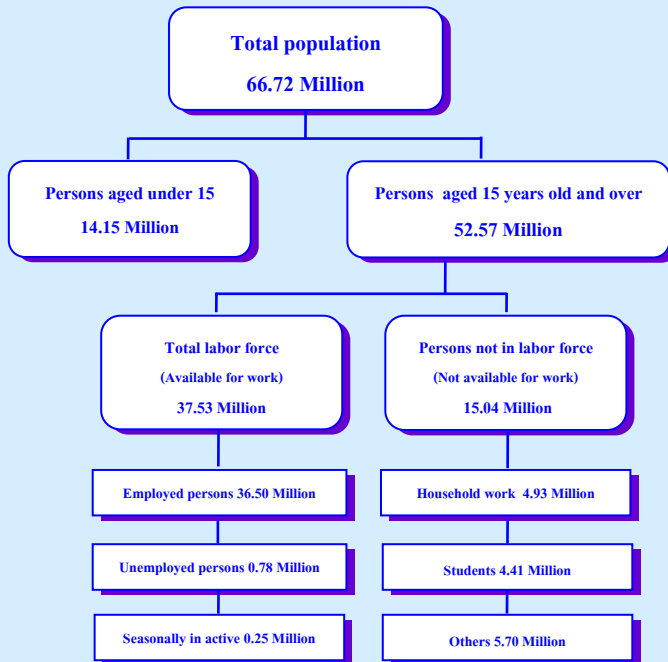 Total population
66.72 Million
Persons aged under 15
14.15 Million
Persons aged 15 years old and over
52.57 Million
Total labor force
(Available for work)
37.53 Million
Persons not in labor force
(Not available for work)
15.04 Million
Employed persons 36.50 Million
Household work 4.93 Million
Unemployed persons 0.78 Million
Students 4.41 Million
Seasonally in active 0.25 Million
Others 5.70 Million